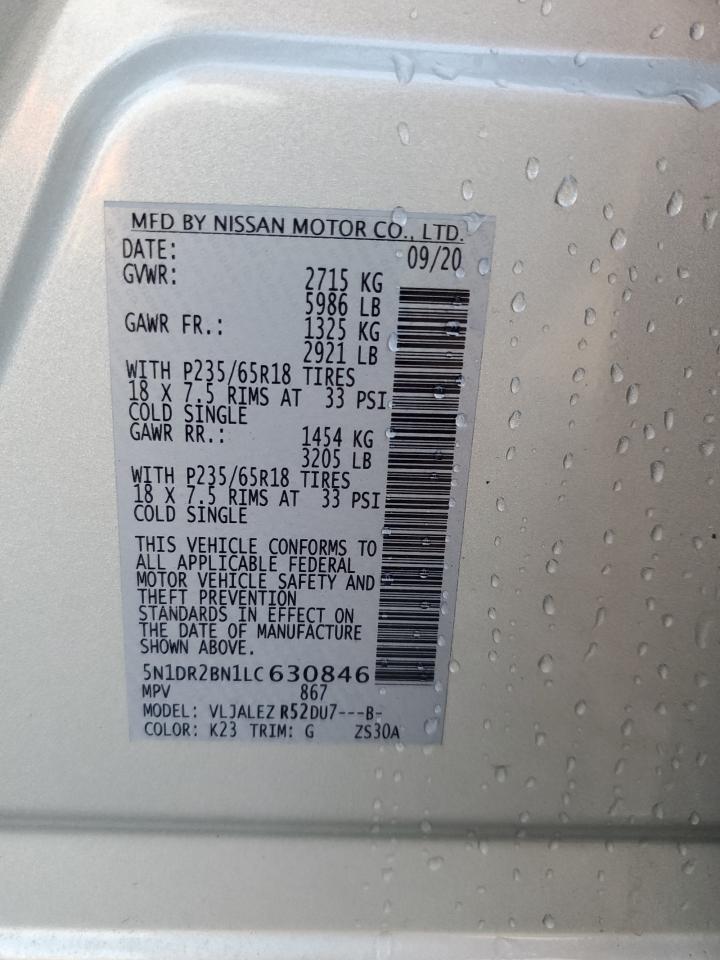 MFD BY NISSAN MOTOR CO., LTD.
DATE: 09/20
GVWR: 2715 KG
5986 LB
GAWR FR.: 1325 KG
2921 LB
WITH P235/65R18 TIRES
18 X 7.5 RIMS AT 33 PSI
COLD SINGLE
GAWR RR.: 1454 KG
3205 LB
WITH P235/65R18 TIRES
18 X 7.5 RIMS AT 33 PSI
COLD SINGLE
THIS VEHICLE CONFORMS TO
ALL APPLICABLE FEDERAL
MOTOR VEHICLE SAFETY AND
THEFT PREVENTION
STANDARDS IN EFFECT ON
THE DATE OF MANUFACTURE
SHOWN ABOVE.
5N1DR2BN1LC630846
MPV 867
MODEL: VLJALEZ R52DU7---B-
COLOR: K23 TRIM: G ZS30A